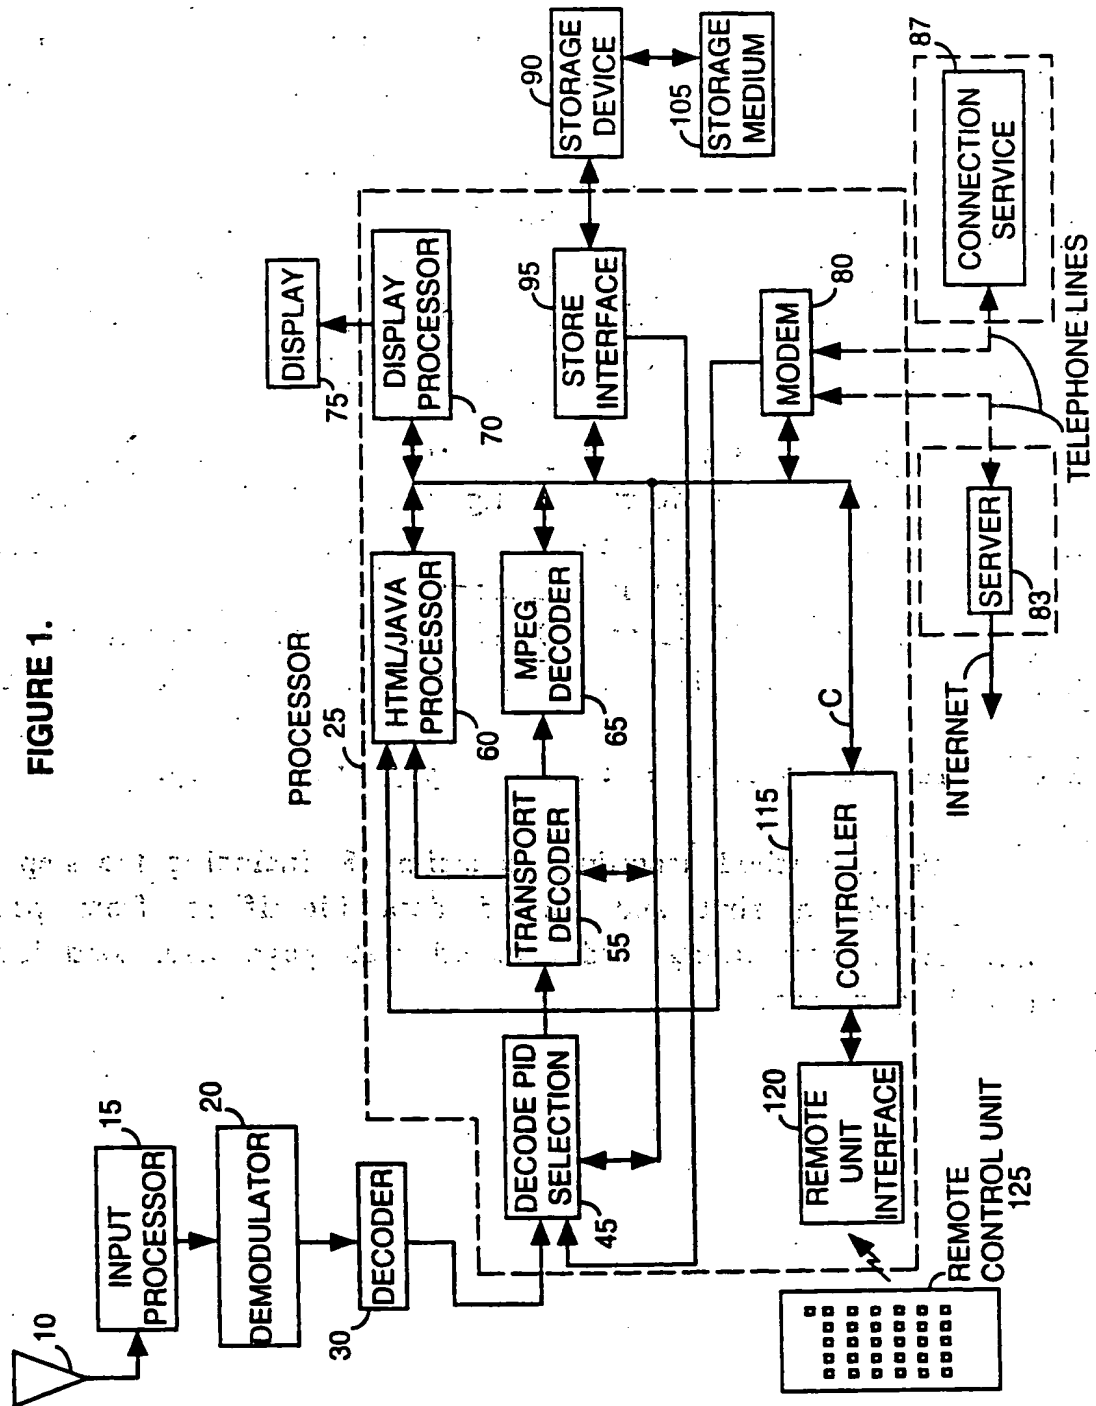 FIGURE 1.
10
INPUT
PROCESSOR
15
DEMODULATOR
20
DECODER
30
PROCESSOR
25
DECODE PID
SELECTION
45
TRANSPORT
DECODER
55
HTML/JAVA
PROCESSOR
60
MPEG
DECODER
65
DISPLAY
PROCESSOR
70
DISPLAY
75
STORE
INTERFACE
95
STORAGE
DEVICE
90
STORAGE
MEDIUM
105
MODEM
80
CONTROLLER
115
C
REMOTE
UNIT
INTERFACE
120
REMOTE
CONTROL UNIT
125
SERVER
83
INTERNET
TELEPHONE LINES
CONNECTION
SERVICE
87